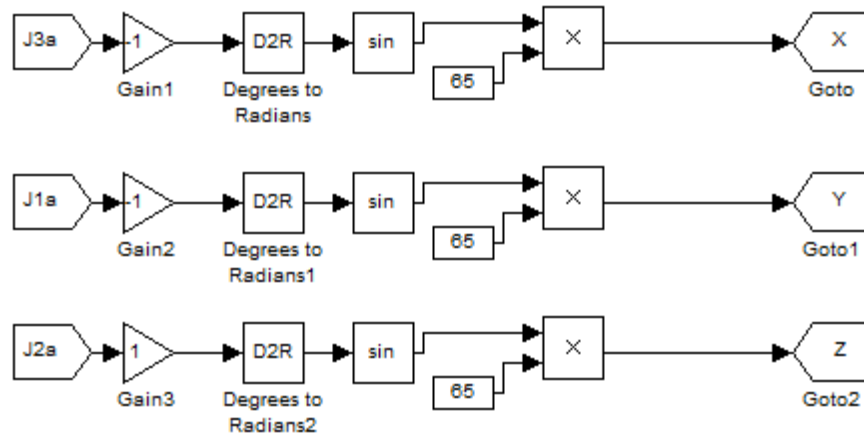 J3a
-1
D2R
sin
65
×
X
Gain1
Degrees to
Radians
Goto
J1a
-1
D2R
sin
65
×
Y
Gain2
Degrees to
Radians1
Goto1
J2a
1
D2R
sin
65
×
Z
Gain3
Degrees to
Radians2
Goto2